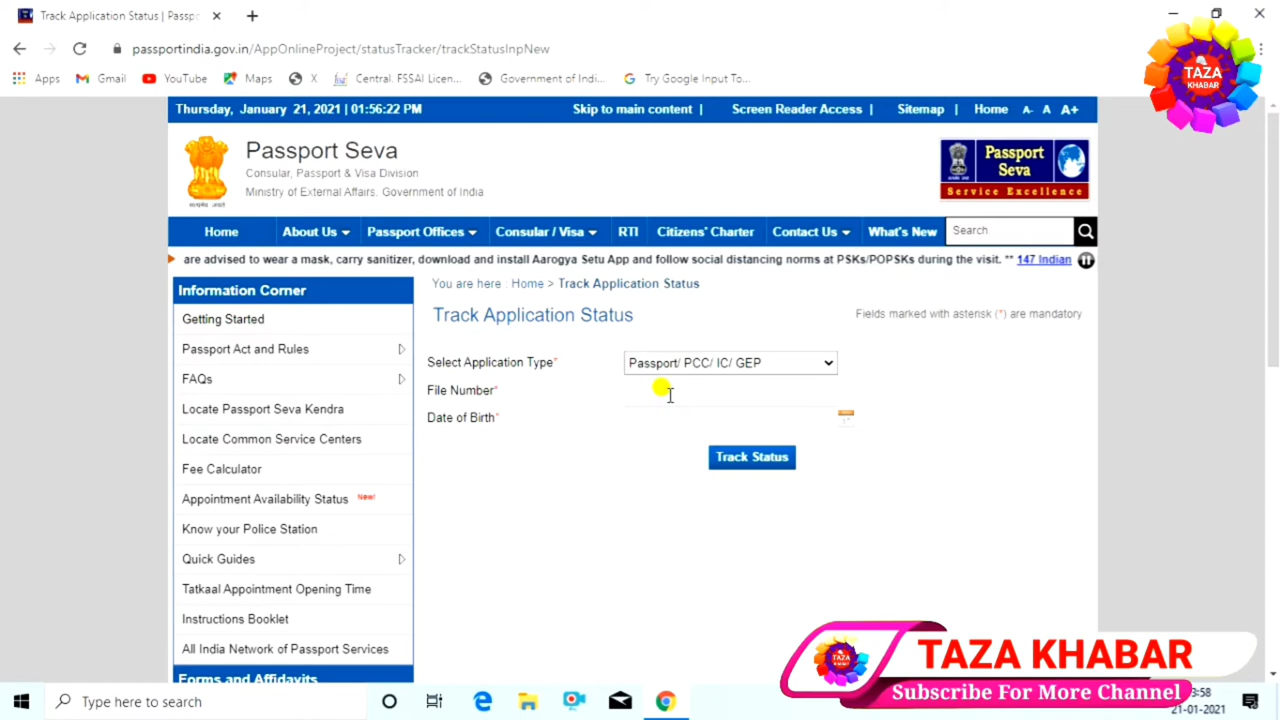 Track Application Status | Passpo
passportindia.gov.in/AppOnlineProject/statusTracker/trackStatusInpNew
Apps Gmail YouTube Maps X Central. FSSAI Licen... Government of Indi... Try Google Input To...
TAZA
KHABAR
Thursday, January 21, 2021 | 01:56:22 PM Skip to main content | Screen Reader Access | Sitemap | Home A- A A+
सत्यमेव जयते
Passport Seva
Consular, Passport & Visa Division
Ministry of External Affairs, Government of India
Passport
Seva
Service Excellence
Home About Us Passport Offices Consular / Visa RTI Citizens' Charter Contact Us What's New Search
are advised to wear a mask, carry sanitizer, download and install Aarogya Setu App and follow social distancing norms at PSKs/POPSKs during the visit. ** 147 Indian
Information Corner
Getting Started
Passport Act and Rules
FAQs
Locate Passport Seva Kendra
Locate Common Service Centers
Fee Calculator
Appointment Availability Status New!
Know your Police Station
Quick Guides
Tatkaal Appointment Opening Time
Instructions Booklet
All India Network of Passport Services
Forms and Affidavits
You are here : Home > Track Application Status
Track Application Status
Fields marked with asterisk (*) are mandatory
Select Application Type* Passport/ PCC/ IC/ GEP
File Number*
Date of Birth*
Track Status
TAZA KHABAR
Subscribe For More Channel
Type here to search
3:58
21-01-2021